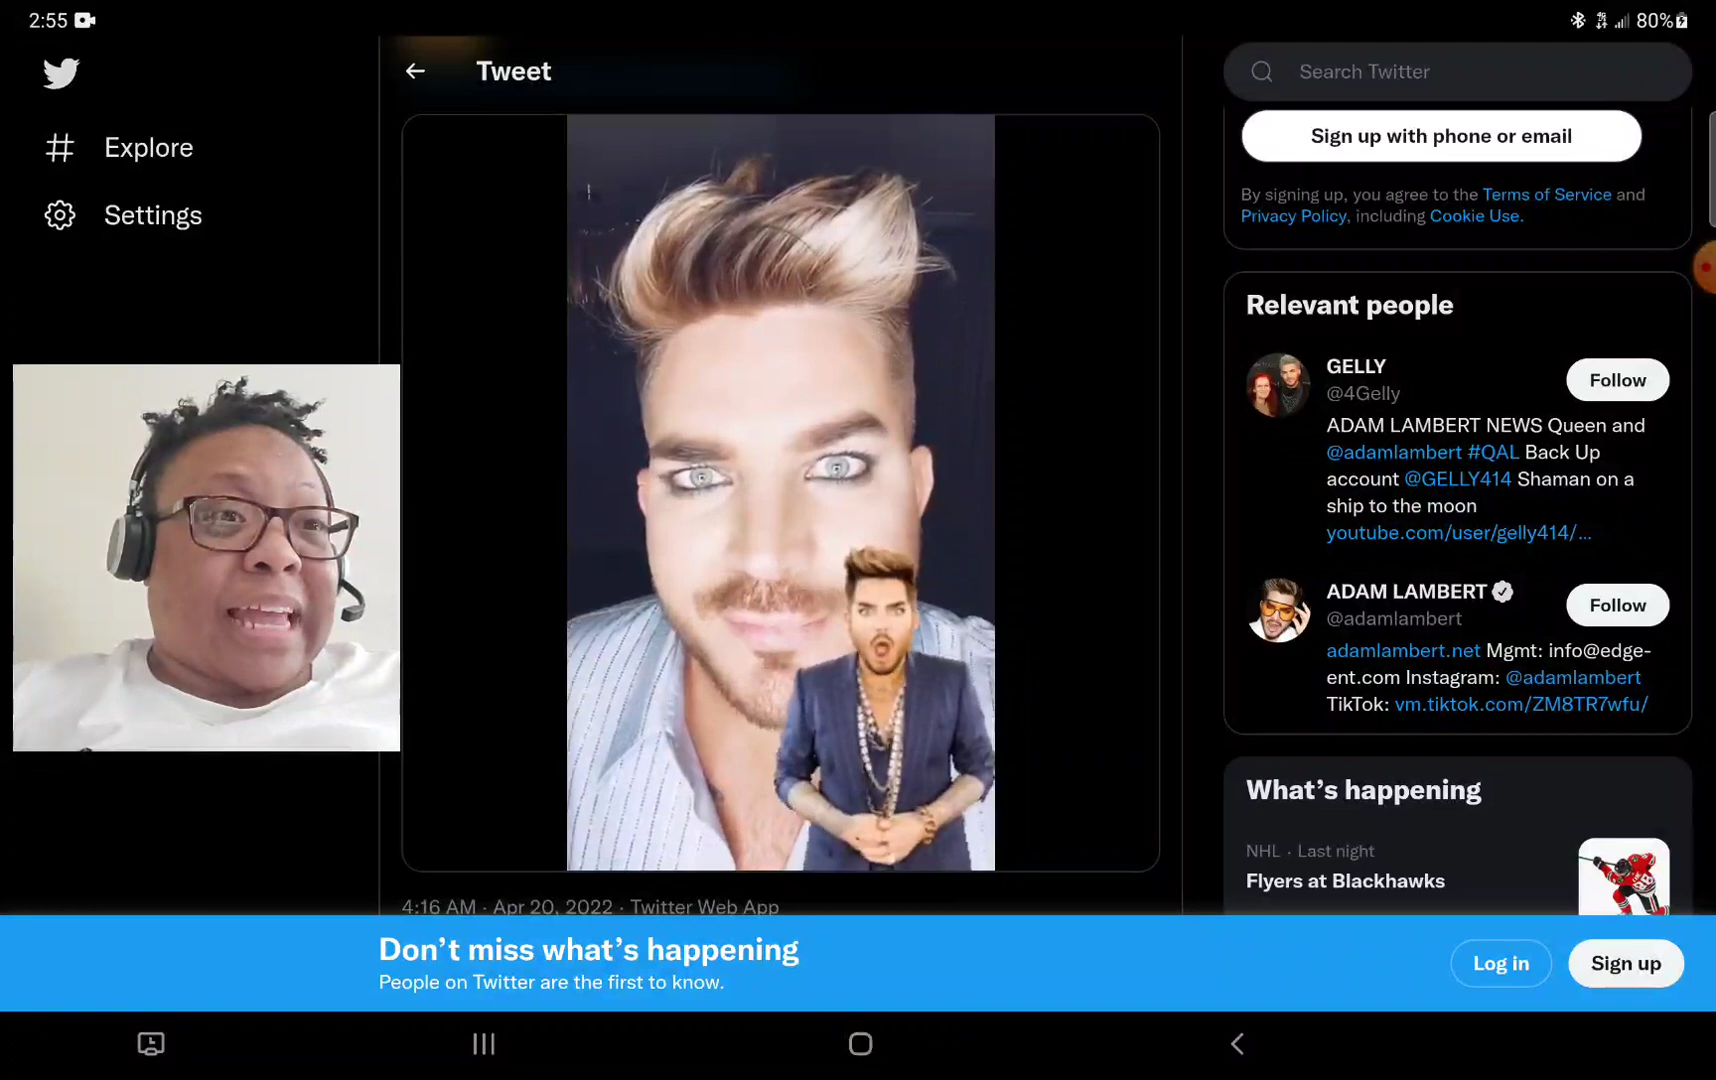 2:55
80%
Tweet
Search Twitter
Explore
Settings
Sign up with phone or email
By signing up, you agree to the Terms of Service and
Privacy Policy, including Cookie Use.
Relevant people
GELLY
@4Gelly
Follow
ADAM LAMBERT NEWS Queen and
@adamlambert #QAL Back Up
account @GELLY414 Shaman on a
ship to the moon
youtube.com/user/gelly414/...
ADAM LAMBERT
@adamlambert
Follow
adamlambert.net Mgmt: info@edge-
ent.com Instagram: @adamlambert
TikTok: vm.tiktok.com/ZM8TR7wfu/
What's happening
NHL · Last night
Flyers at Blackhawks
4:16 AM · Apr 20, 2022 · Twitter Web App
Don't miss what's happening
People on Twitter are the first to know.
Log in
Sign up